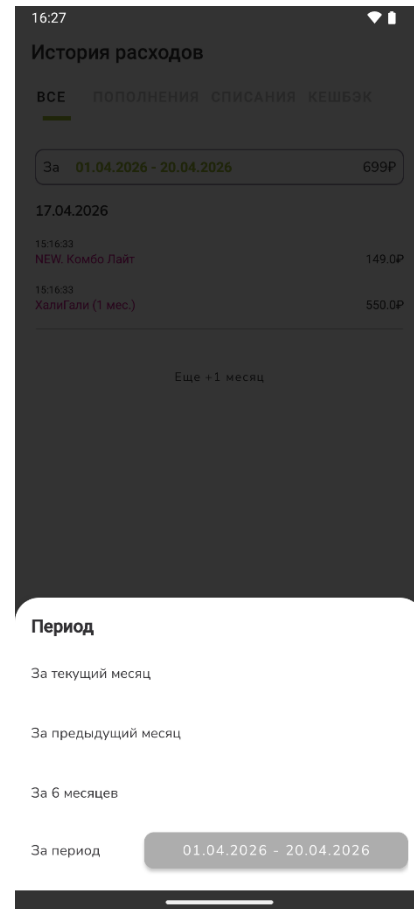 16:27
История расходов
ВСЕ ПОПОЛНЕНИЯ СПИСАНИЯ КЕШБЭК
За 01.04.2026 - 20.04.2026 699₽
17.04.2026
15:16:33
NEW. Комбо Лайт 149.0₽
15:16:33
ХалиГали (1 мес.) 550.0₽
Еще +1 месяц
Период
За текущий месяц
За предыдущий месяц
За 6 месяцев
За период 01.04.2026 - 20.04.2026